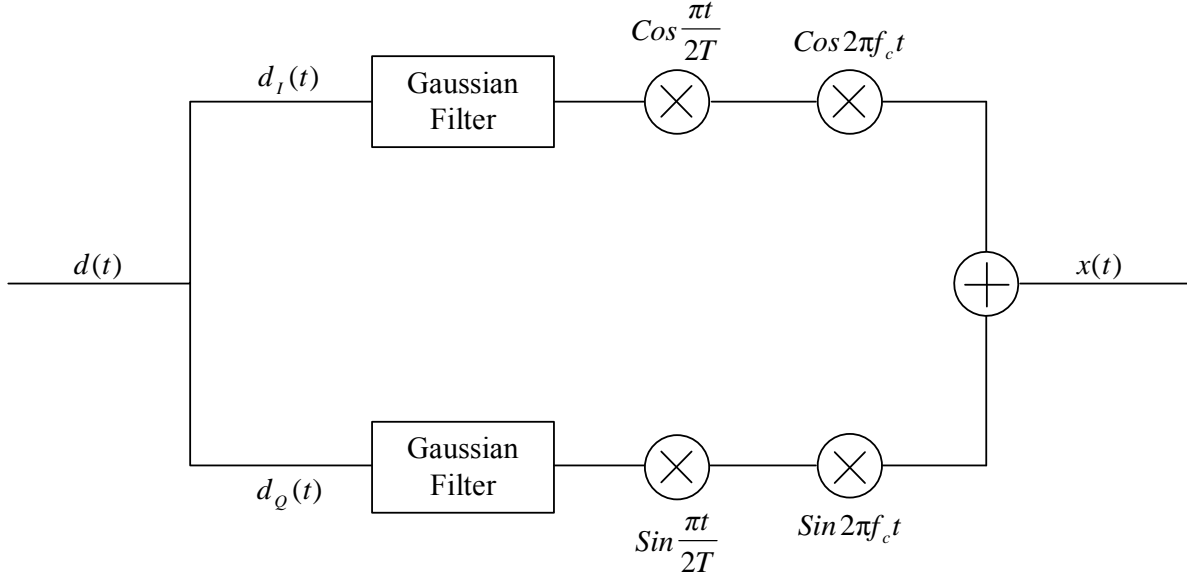 Cos πt/2T
Cos 2πf_c t
d_I(t)
Gaussian
Filter
d(t)
x(t)
Gaussian
Filter
d_Q(t)
Sin πt/2T
Sin 2πf_c t